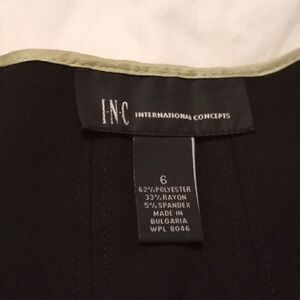 I·N·C INTERNATIONAL CONCEPTS
6
62% POLYESTER
33% RAYON
5% SPANDEX
MADE IN
BULGARIA
WPL 8046